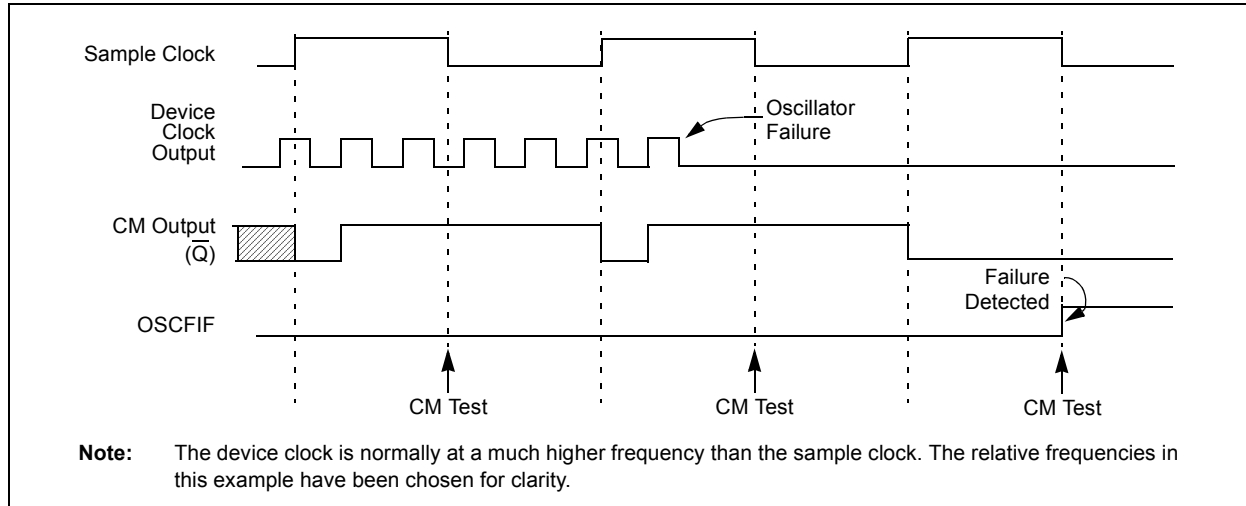 Sample Clock
Device
Clock
Output
Oscillator
Failure
CM Output
(Q̅)
Failure
Detected
OSCFIF
CM Test
CM Test
CM Test
Note: The device clock is normally at a much higher frequency than the sample clock. The relative frequencies in
this example have been chosen for clarity.